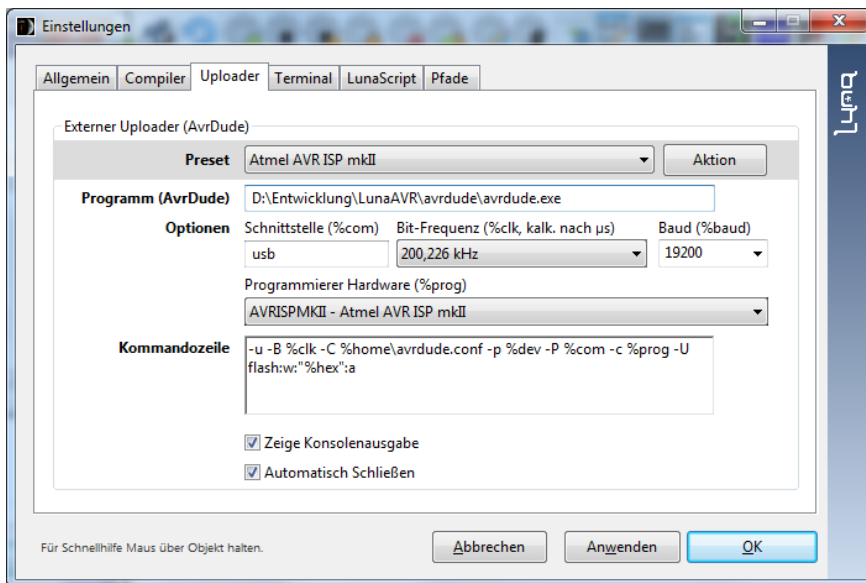 Einstellungen
Allgemein Compiler Uploader Terminal LunaScript Pfade
Luna
Externer Uploader (AvrDude)
Preset Atmel AVR ISP mkII Aktion
Programm (AvrDude) D:\Entwicklung\LunaAVR\avrdude\avrdude.exe
Optionen Schnittstelle (%com) Bit-Frequenz (%clk, kalk. nach µs) Baud (%baud)
usb 200,226 kHz 19200
Programmierer Hardware (%prog)
AVRISPMKII - Atmel AVR ISP mkII
Kommandozeile -u -B %clk -C %home\avrdude.conf -p %dev -P %com -c %prog -U
flash:w:"%hex":a
Zeige Konsolenausgabe
Automatisch Schließen
Für Schnellhilfe Maus über Objekt halten. Abbrechen Anwenden OK